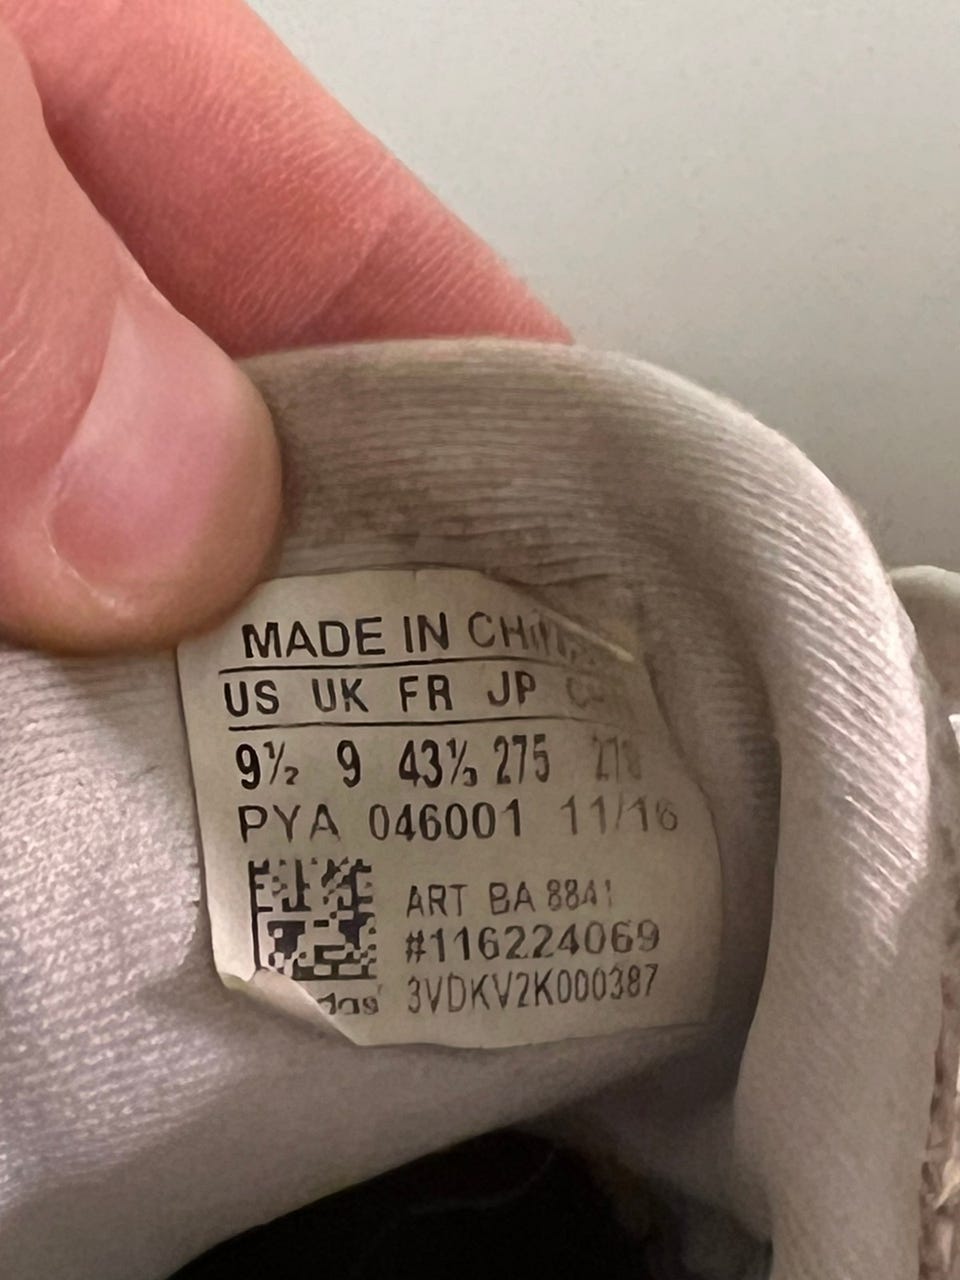 MADE IN
US UK FR JP
9½ 9 43⅓ 275
PYA 046001 11/16
ART BA 8841
#116224069
3VDKV2K000387